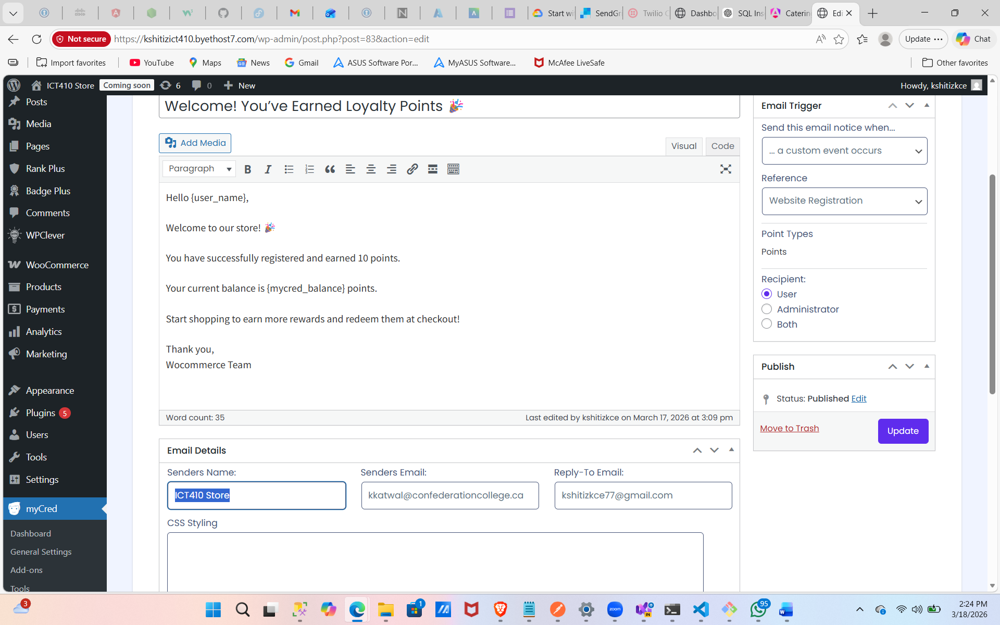 Start wi
SendGr
Twilio C
Dashbo
SQL Ins
Caterin
Edi
Not secure https://kshitizict410.byethost7.com/wp-admin/post.php?post=83&action=edit
Update
Chat
Import favorites
YouTube
Maps
News
Gmail
ASUS Software Por...
MyASUS Software...
McAfee LiveSafe
Other favorites
ICT410 Store Coming soon 6 0 New
Howdy, kshitizkce
Posts
Media
Pages
Rank Plus
Badge Plus
Comments
WPClever
WooCommerce
Products
Payments
Analytics
Marketing
Appearance
Plugins 5
Users
Tools
Settings
myCred
Dashboard
General Settings
Add-ons
Tools
Welcome! You’ve Earned Loyalty Points 🎉
Add Media
Visual Code
Paragraph
Hello {user_name},
Welcome to our store! 🎉
You have successfully registered and earned 10 points.
Your current balance is {mycred_balance} points.
Start shopping to earn more rewards and redeem them at checkout!
Thank you,
Wocommerce Team
Word count: 35
Last edited by kshitizkce on March 17, 2026 at 3:09 pm
Email Details
Senders Name: Senders Email: Reply-To Email:
ICT410 Store kkatwal@confederationcollege.ca kshitizkce77@gmail.com
CSS Styling
Email Trigger
Send this email notice when...
... a custom event occurs
Reference
Website Registration
Point Types
Points
Recipient:
User
Administrator
Both
Publish
Status: Published Edit
Move to Trash
Update
3
1
zoom
95
2:24 PM
3/18/2026